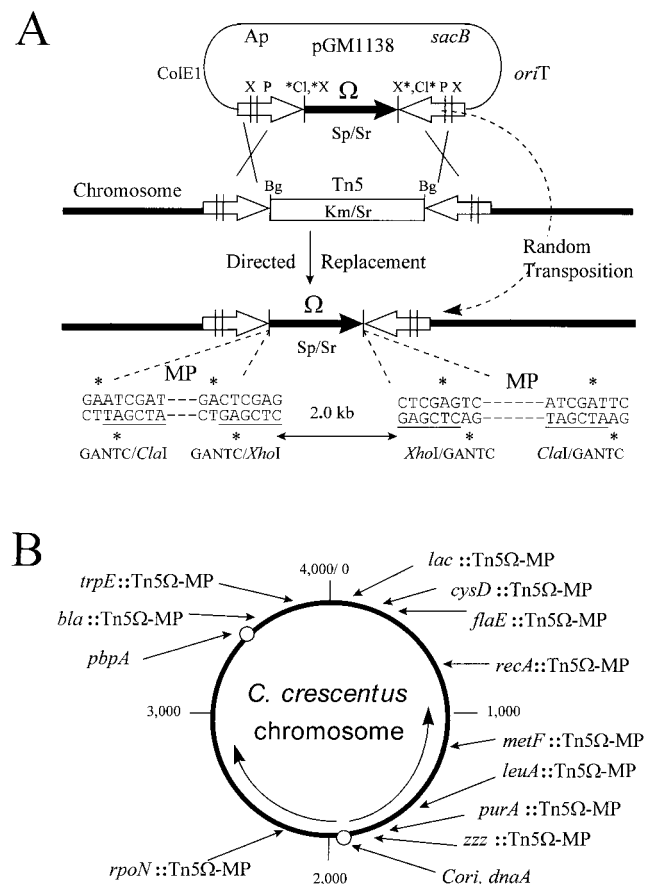 A
Ap pGM1138 sacB
ColE1 oriT
X P *Cl,*X Ω X*,Cl* P X
Sp/Sr
Chromosome Bg Tn5 Bg
Km/Sr
Directed Replacement
Random
Transposition
Ω
Sp/Sr
MP MP
* * * *
GAATCGAT---GACTCGAG CTCGAGTC------ATCGATTC
CTTAGCTA---CTGAGCTC 2.0 kb GAGCTCAG------TAGCTAAG
* * * *
GANTC/ClaI GANTC/XhoI XhoI/GANTC ClaI/GANTC
B
4,000/ 0
lac ::Tn5Ω-MP
trpE::Tn5Ω-MP
cysD ::Tn5Ω-MP
bla ::Tn5Ω-MP
flaE ::Tn5Ω-MP
pbpA
recA::Tn5Ω-MP
C. crescentus
chromosome
3,000
1,000
metF ::Tn5Ω-MP
leuA::Tn5Ω-MP
purA ::Tn5Ω-MP
zzz ::Tn5Ω-MP
rpoN ::Tn5Ω-MP
2,000
Cori, dnaA